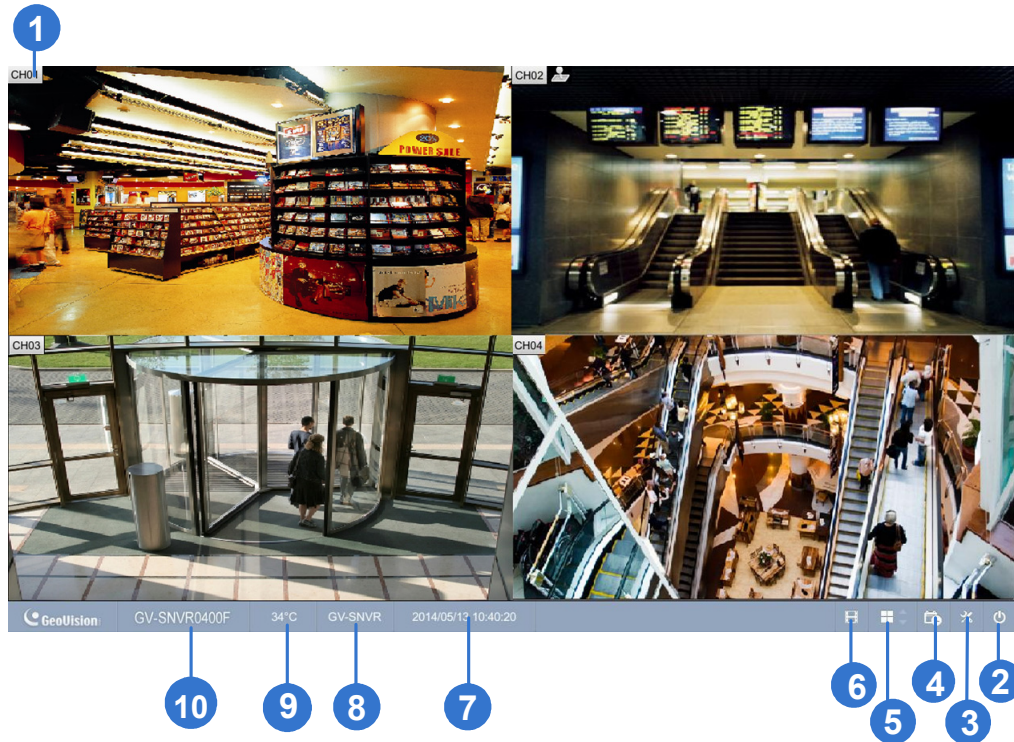 1
CH01
CH02
POWER SALE
CH03
CH04
GeoVision
GV-SNVR0400F
34°C
GV-SNVR
2014/05/13 10:40:20
10
9
8
7
6
5
4
3
2